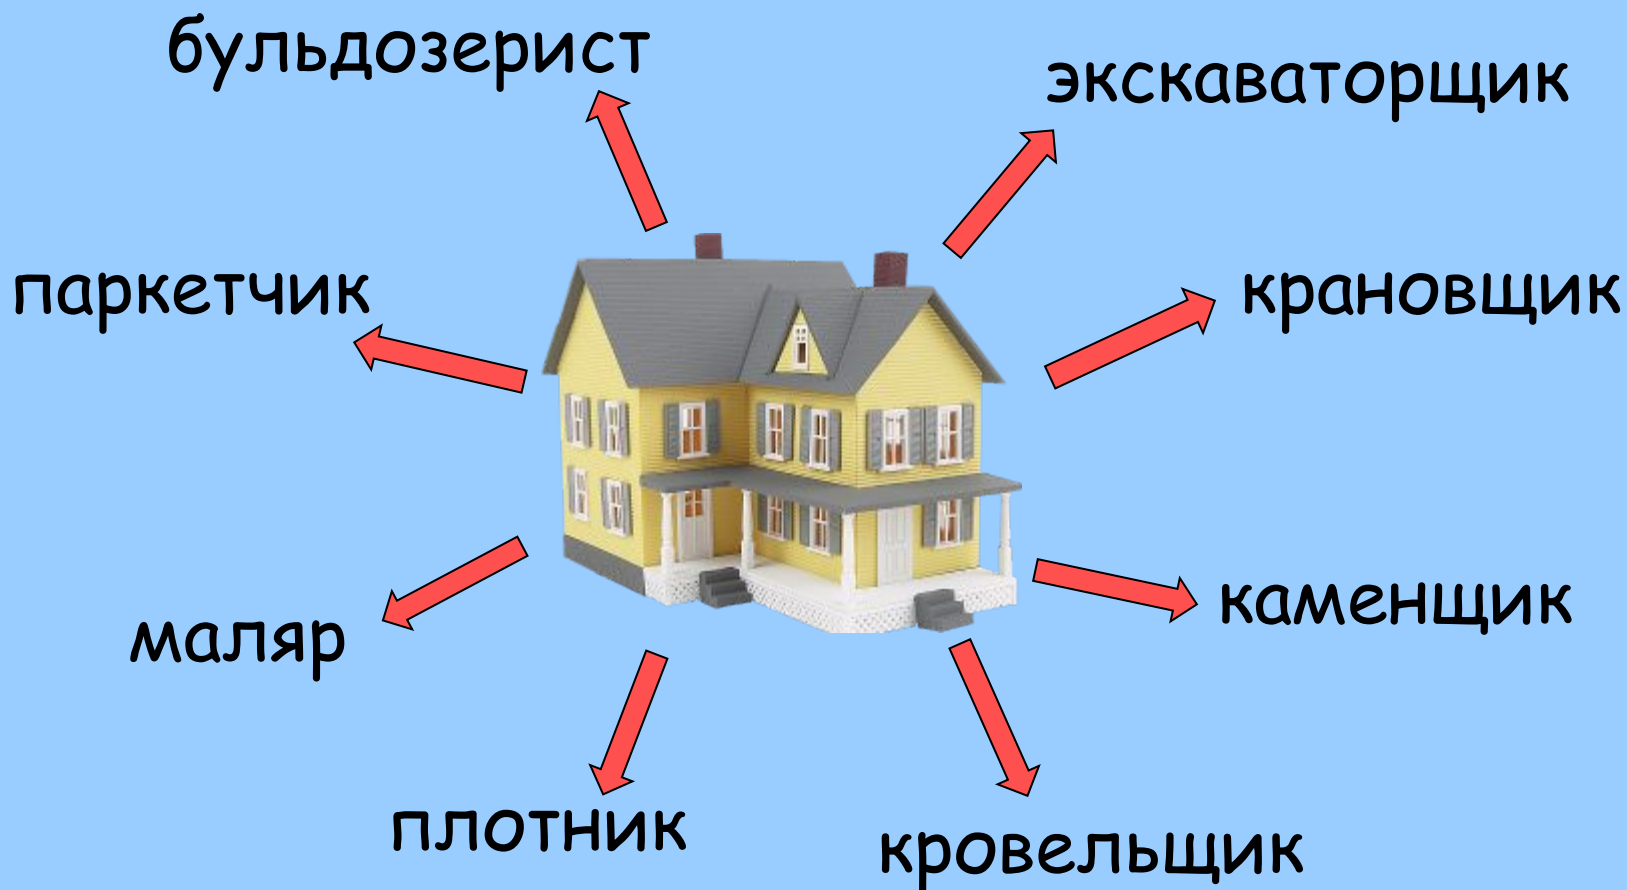 бульдозерист
экскаваторщик
паркетчик
крановщик
каменщик
маляр
плотник
кровельщик